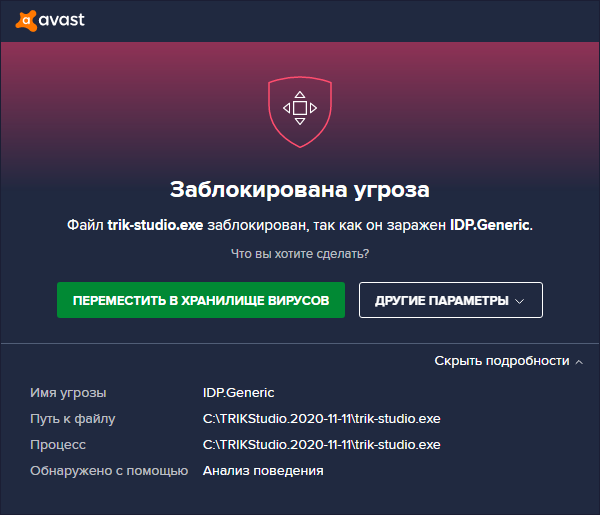 avast
Заблокирована угроза
Файл trik-studio.exe заблокирован, так как он заражен IDP.Generic.
Что вы хотите сделать?
ПЕРЕМЕСТИТЬ В ХРАНИЛИЩЕ ВИРУСОВ
ДРУГИЕ ПАРАМЕТРЫ
Скрыть подробности
Имя угрозы IDP.Generic
Путь к файлу C:\TRIKStudio.2020-11-11\trik-studio.exe
Процесс C:\TRIKStudio.2020-11-11\trik-studio.exe
Обнаружено с помощью Анализ поведения